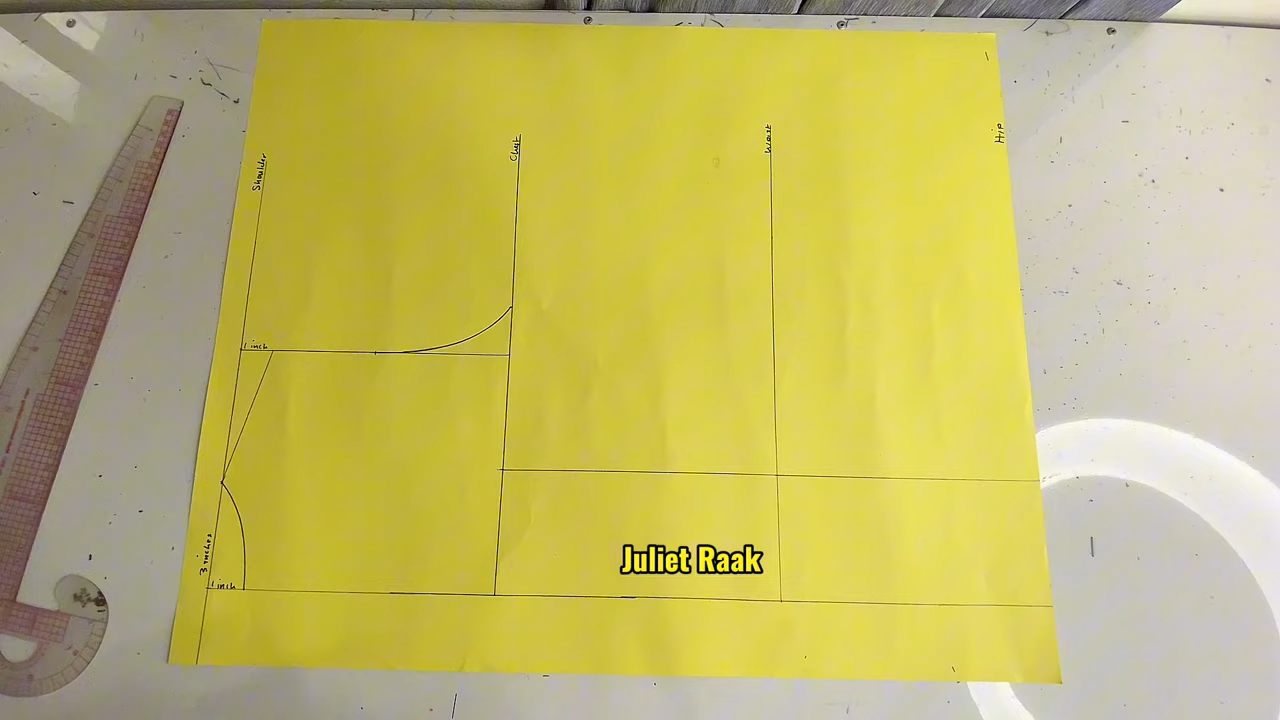 Shoulder
Chest
Waist
Hip
1 inch
3 inches
1 inch
Juliet Raak